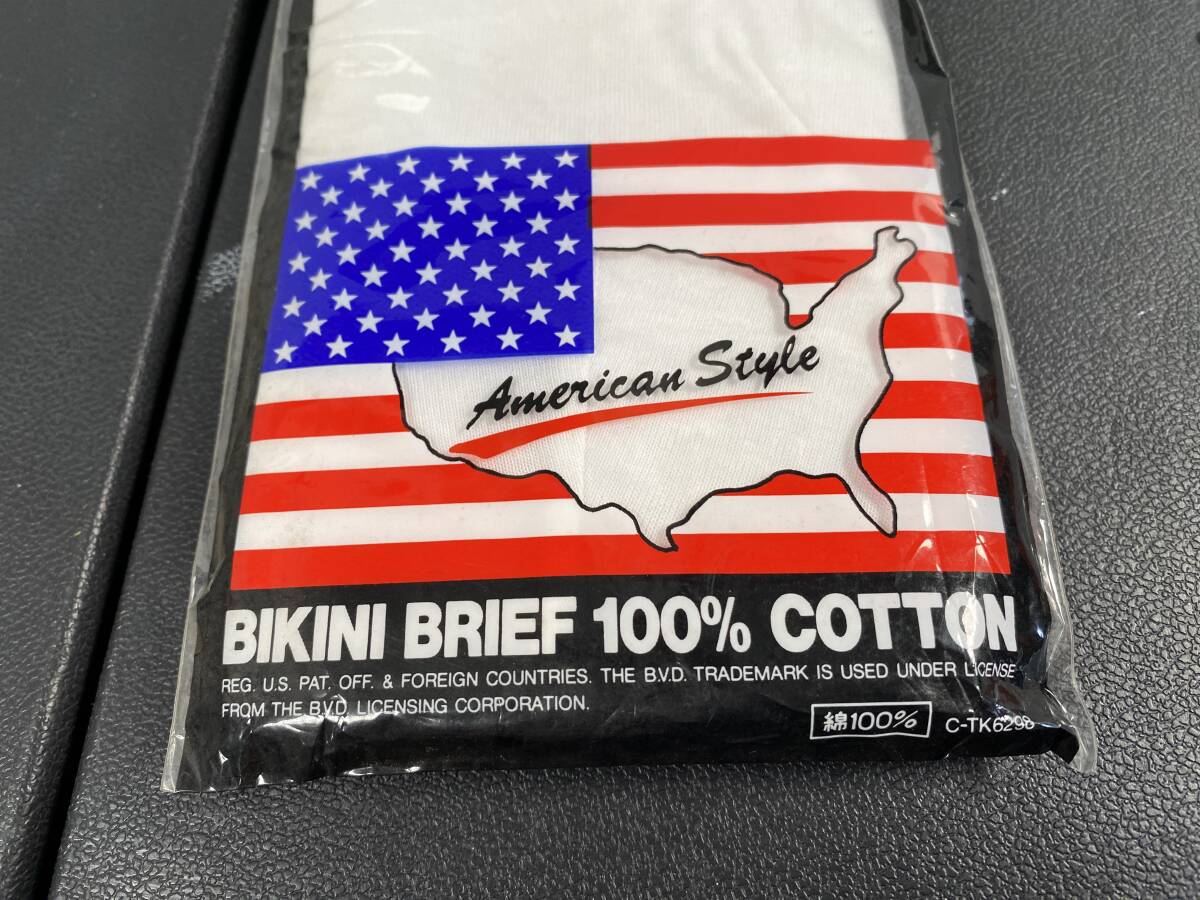 American Style
BIKINI BRIEF 100% COTTON
REG. U.S. PAT. OFF. & FOREIGN COUNTRIES. THE B.V.D. TRADEMARK IS USED UNDER LICENSE
FROM THE B.V.D. LICENSING CORPORATION.
綿100% C-TK6298